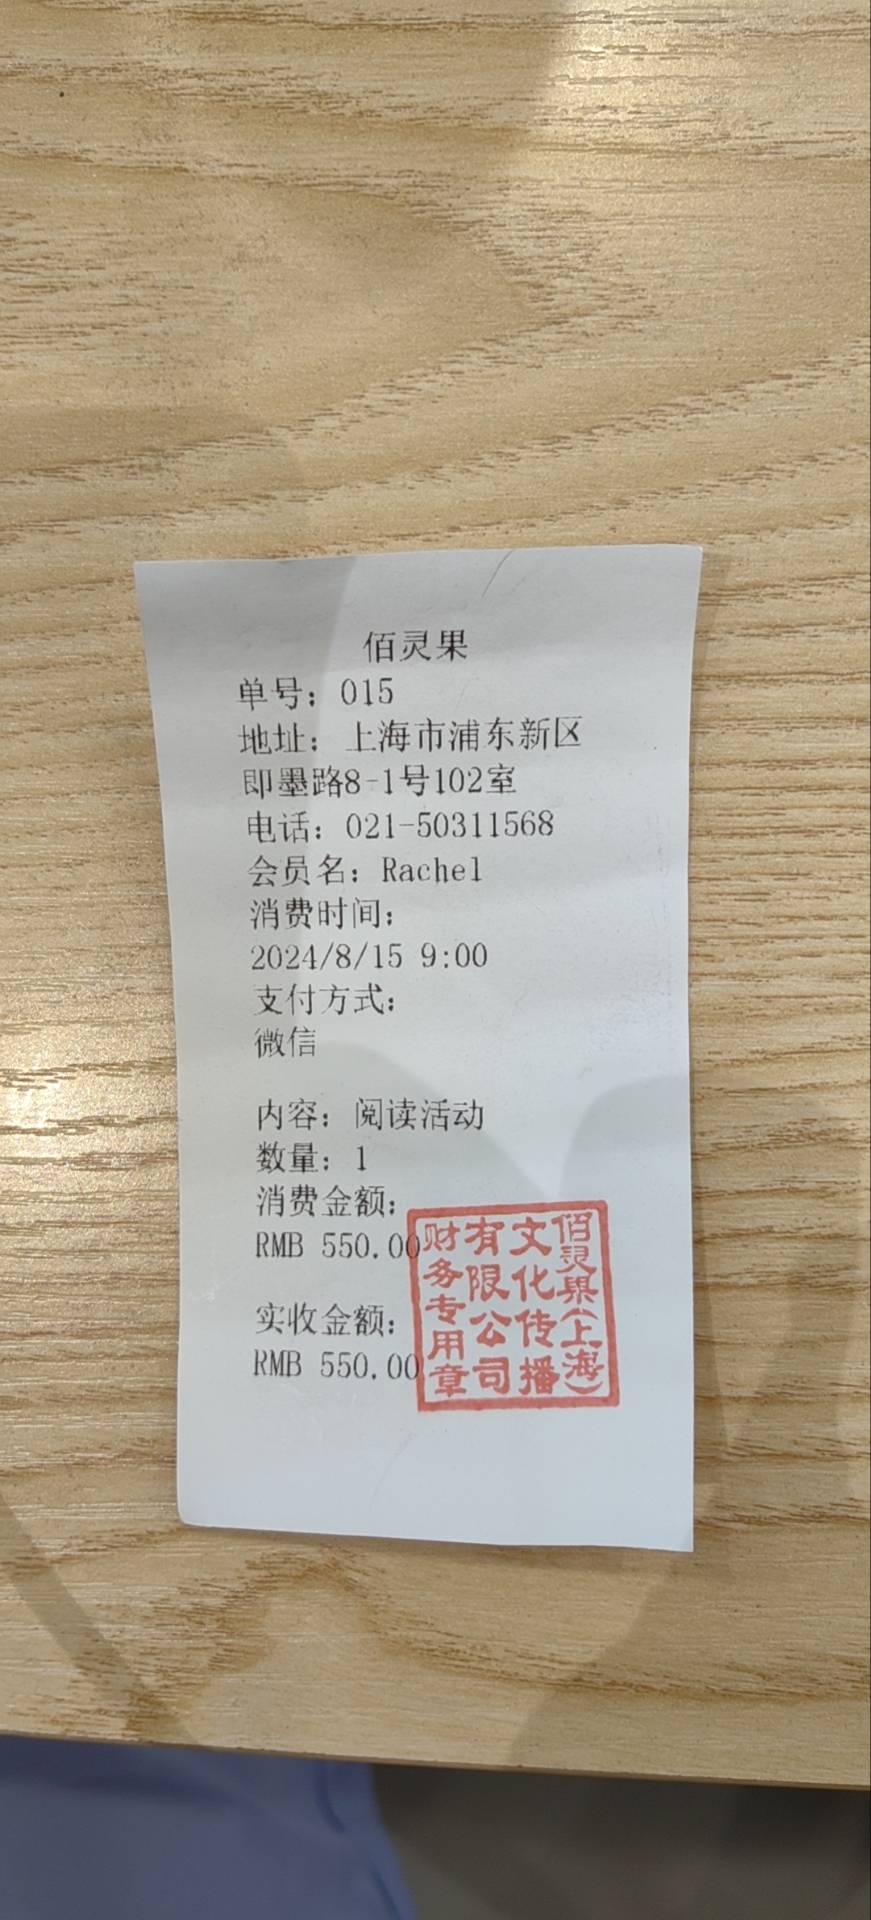 佰灵果
单号：015
地址：上海市浦东新区
即墨路8-1号102室
电话：021-50311568
会员名：Rachel
消费时间：
2024/8/15 9:00
支付方式：
微信
内容：阅读活动
数量：1
消费金额：
RMB 550.00
实收金额：
RMB 550.00
佰灵果(上海)
文化传播
有限公司
财务专用章